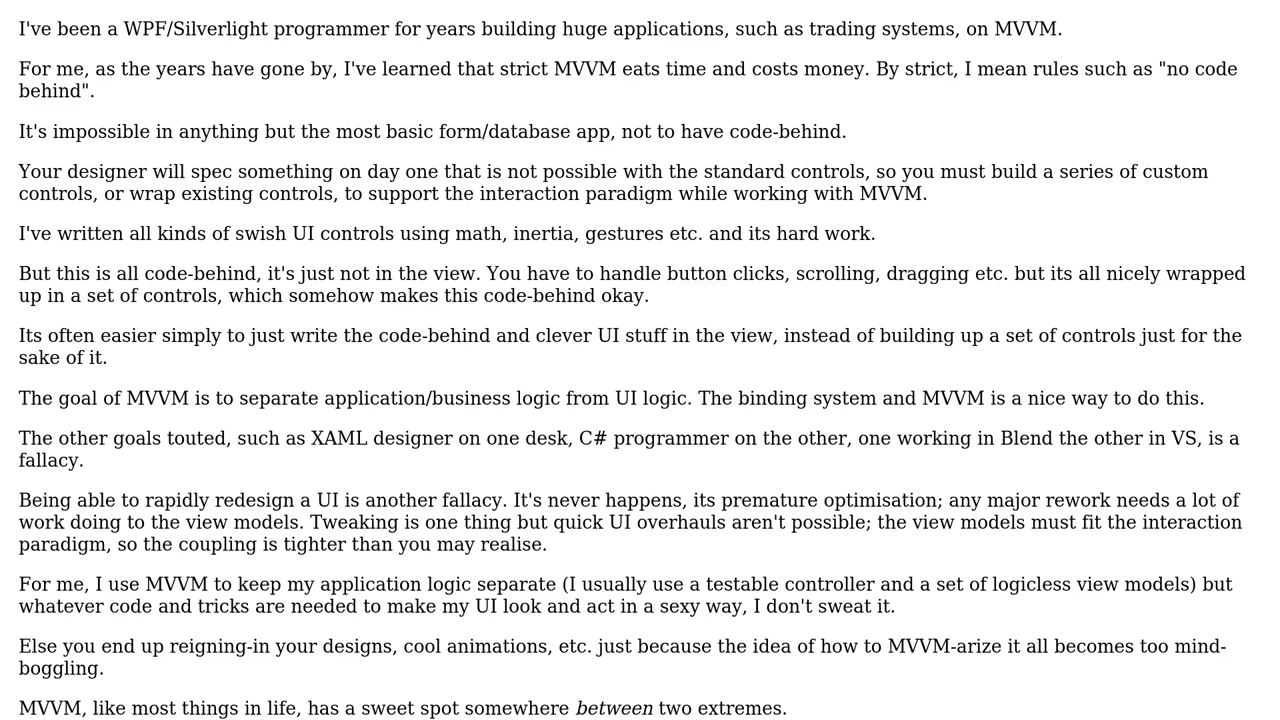 I've been a WPF/Silverlight programmer for years building huge applications, such as trading systems, on MVVM.
For me, as the years have gone by, I've learned that strict MVVM eats time and costs money. By strict, I mean rules such as "no code
behind".
It's impossible in anything but the most basic form/database app, not to have code-behind.
Your designer will spec something on day one that is not possible with the standard controls, so you must build a series of custom
controls, or wrap existing controls, to support the interaction paradigm while working with MVVM.
I've written all kinds of swish UI controls using math, inertia, gestures etc. and its hard work.
But this is all code-behind, it's just not in the view. You have to handle button clicks, scrolling, dragging etc. but its all nicely wrapped
up in a set of controls, which somehow makes this code-behind okay.
Its often easier simply to just write the code-behind and clever UI stuff in the view, instead of building up a set of controls just for the
sake of it.
The goal of MVVM is to separate application/business logic from UI logic. The binding system and MVVM is a nice way to do this.
The other goals touted, such as XAML designer on one desk, C# programmer on the other, one working in Blend the other in VS, is a
fallacy.
Being able to rapidly redesign a UI is another fallacy. It's never happens, its premature optimisation; any major rework needs a lot of
work doing to the view models. Tweaking is one thing but quick UI overhauls aren't possible; the view models must fit the interaction
paradigm, so the coupling is tighter than you may realise.
For me, I use MVVM to keep my application logic separate (I usually use a testable controller and a set of logicless view models) but
whatever code and tricks are needed to make my UI look and act in a sexy way, I don't sweat it.
Else you end up reigning-in your designs, cool animations, etc. just because the idea of how to MVVM-arize it all becomes too mind-
boggling.
MVVM, like most things in life, has a sweet spot somewhere between two extremes.